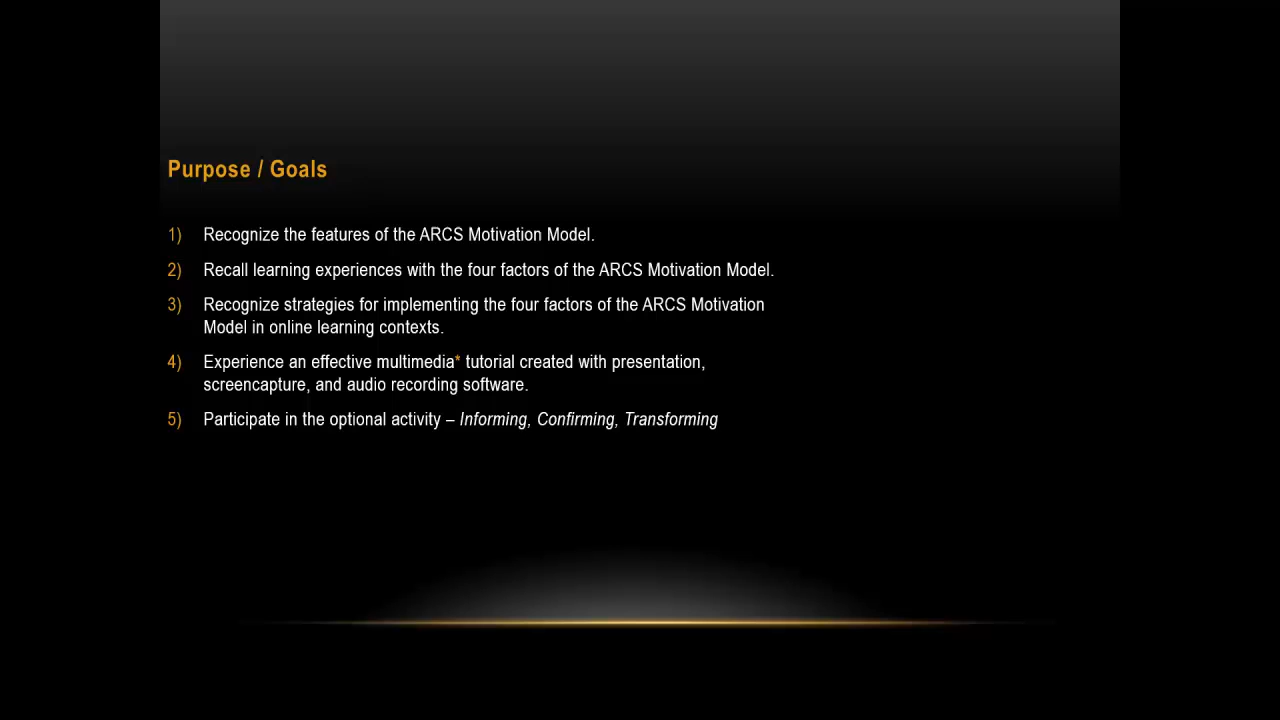 Purpose / Goals
1) Recognize the features of the ARCS Motivation Model.
2) Recall learning experiences with the four factors of the ARCS Motivation Model.
3) Recognize strategies for implementing the four factors of the ARCS Motivation
Model in online learning contexts.
4) Experience an effective multimedia* tutorial created with presentation,
screencapture, and audio recording software.
5) Participate in the optional activity – Informing, Confirming, Transforming